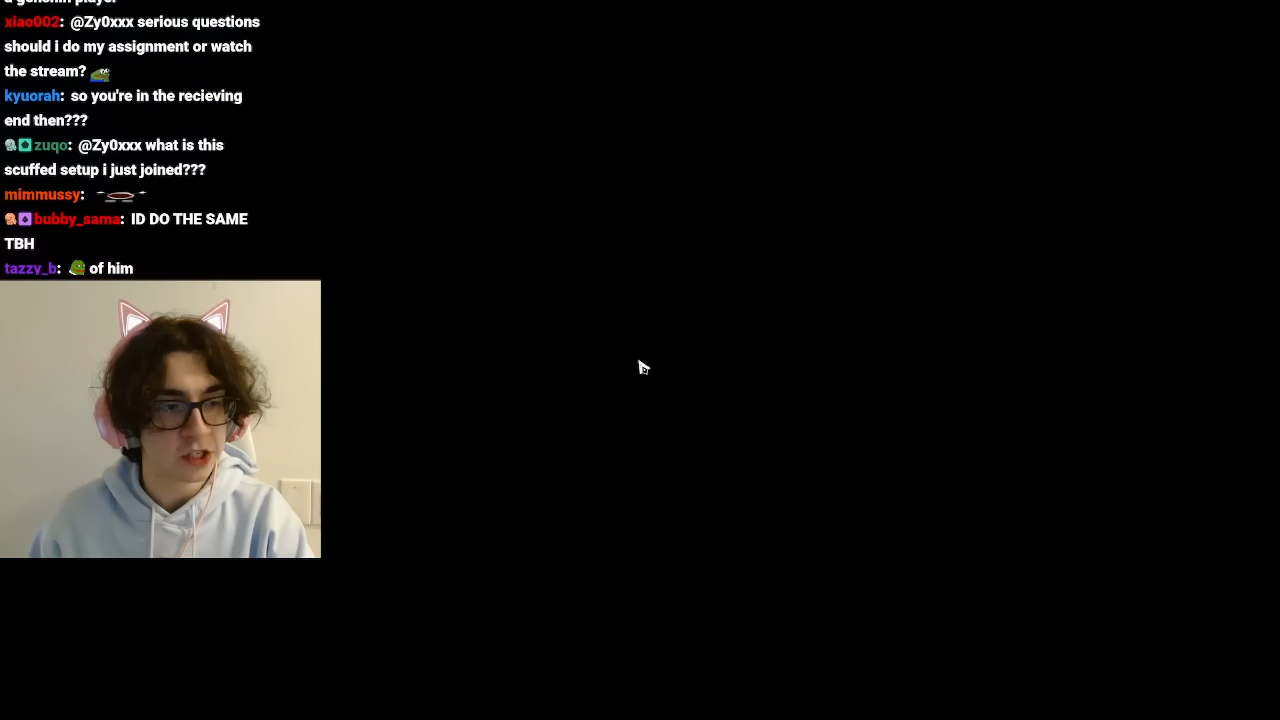 d genshin player
xiao002: @Zy0xxx serious questions
should i do my assignment or watch
the stream?
kyuorah: so you're in the recieving
end then???
zuqo: @Zy0xxx what is this
scuffed setup i just joined???
mimmussy:
bubby_sama: ID DO THE SAME
TBH
tazzy_b: of him